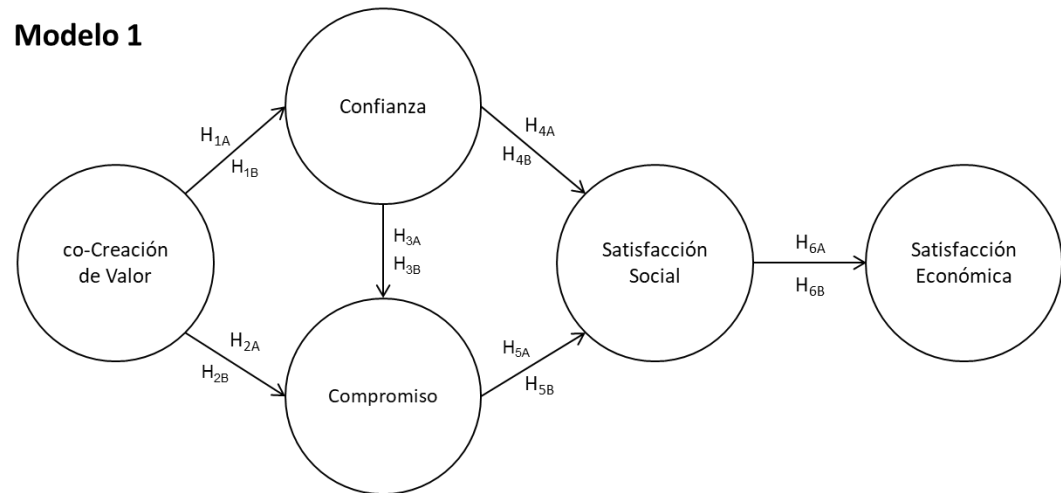 Modelo 1
Confianza
H1A
H1B
H4A
H4B
co-Creación
de Valor
H3A
H3B
Satisfacción
Social
H6A
H6B
Satisfacción
Económica
H2A
H2B
Compromiso
H5A
H5B